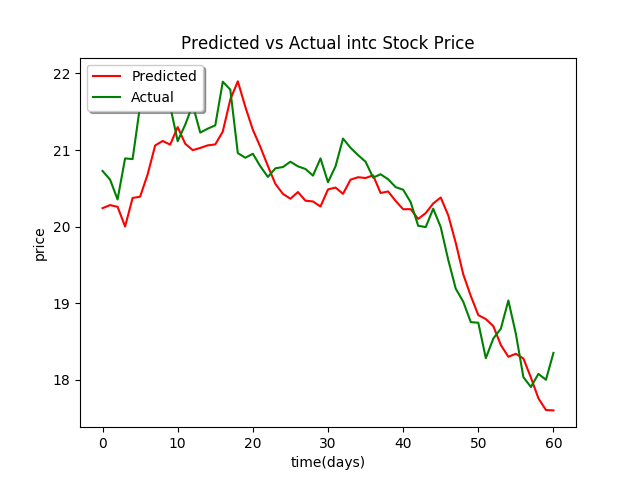 Predicted vs Actual intc Stock Price
Predicted
Actual
price
22
21
20
19
18
0 10 20 30 40 50 60
time(days)